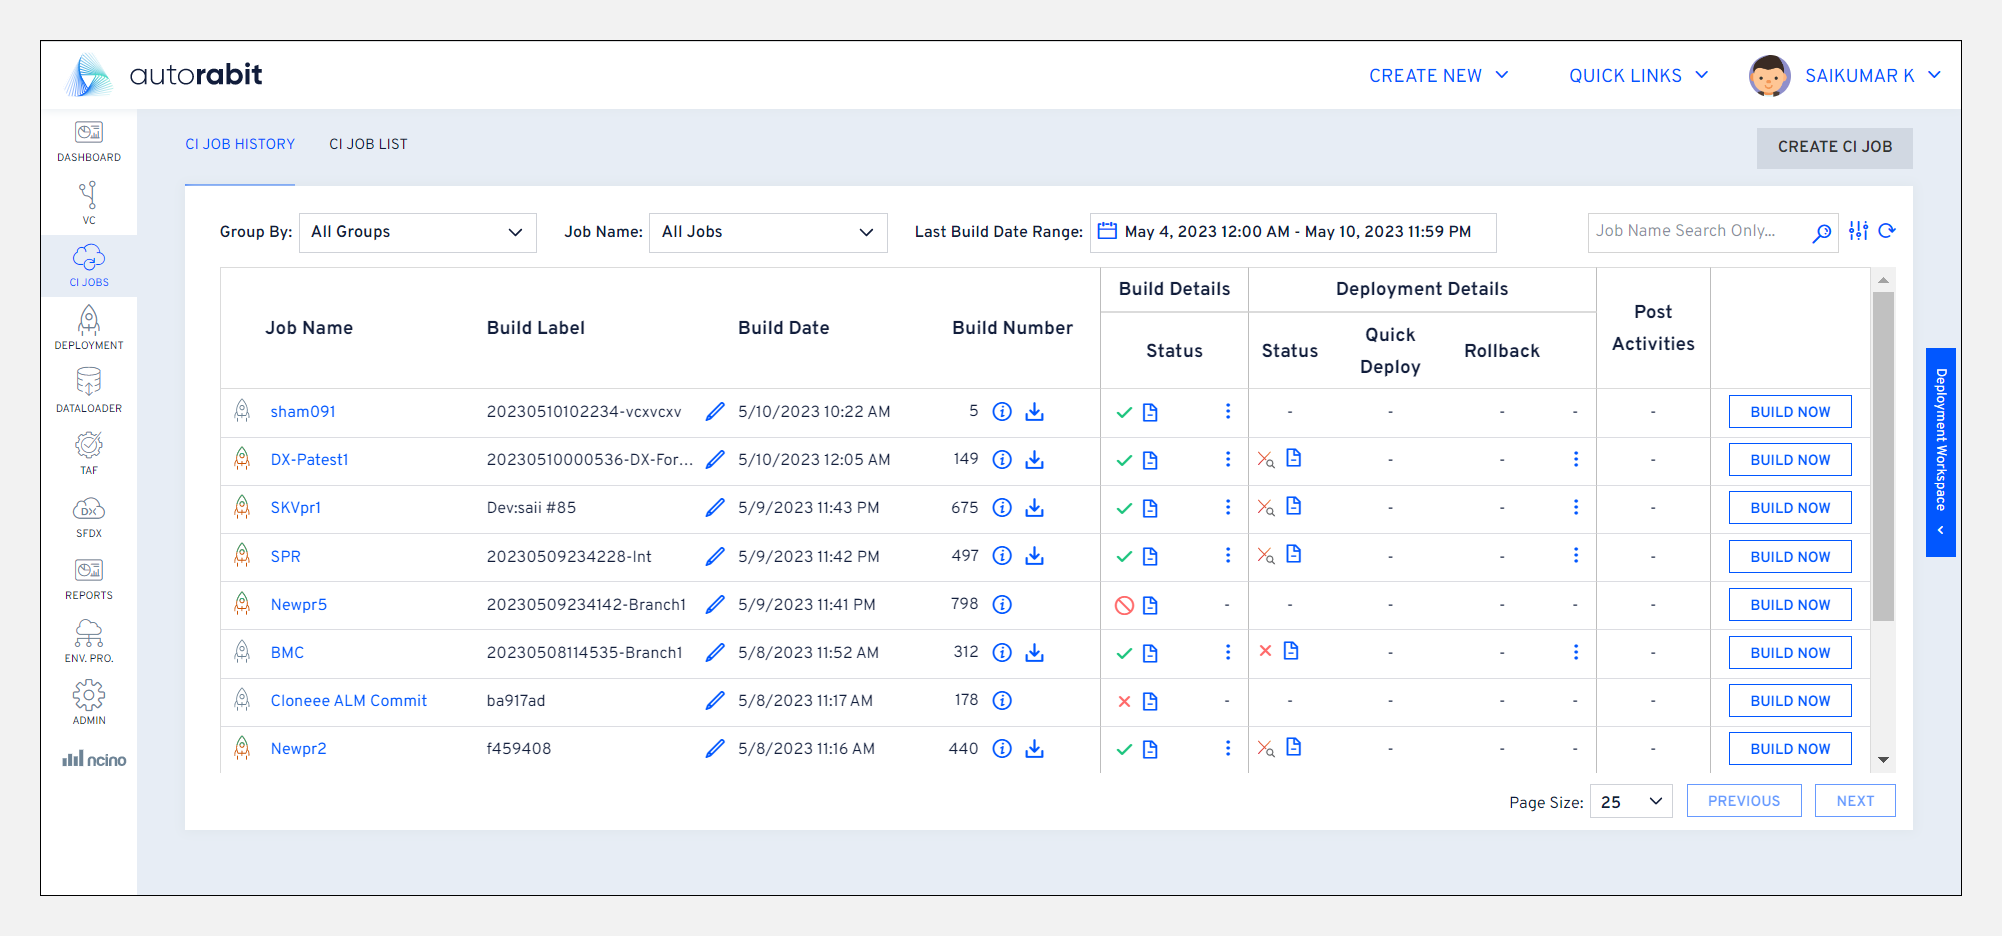 autorabit
CREATE NEW QUICK LINKS SAIKUMAR K
DASHBOARD
VC
CI JOBS
DEPLOYMENT
DATALOADER
TAF
DX
SFDX
REPORTS
ENV. PRO.
ADMIN
ncino
CI JOB HISTORY CI JOB LIST CREATE CI JOB
Group By: All Groups Job Name: All Jobs Last Build Date Range: May 4, 2023 12:00 AM - May 10, 2023 11:59 PM Job Name Search Only...
Build Details Deployment Details
Job Name Build Label Build Date Build Number Status Status Quick Deploy Rollback Post Activities
sham091 20230510102234-vcxvcxv 5/10/2023 10:22 AM 5 - - - - - BUILD NOW
DX-Patest1 20230510000536-DX-For... 5/10/2023 12:05 AM 149 - - - BUILD NOW
SKVpr1 Dev:saii #85 5/9/2023 11:43 PM 675 - - - BUILD NOW
SPR 20230509234228-Int 5/9/2023 11:42 PM 497 - - - BUILD NOW
Newpr5 20230509234142-Branch1 5/9/2023 11:41 PM 798 - - - - - - BUILD NOW
BMC 20230508114535-Branch1 5/8/2023 11:52 AM 312 - - - BUILD NOW
Cloneee ALM Commit ba917ad 5/8/2023 11:17 AM 178 - - - - - - BUILD NOW
Newpr2 f459408 5/8/2023 11:16 AM 440 - - - BUILD NOW
Page Size: 25 PREVIOUS NEXT
Deployment Workspace